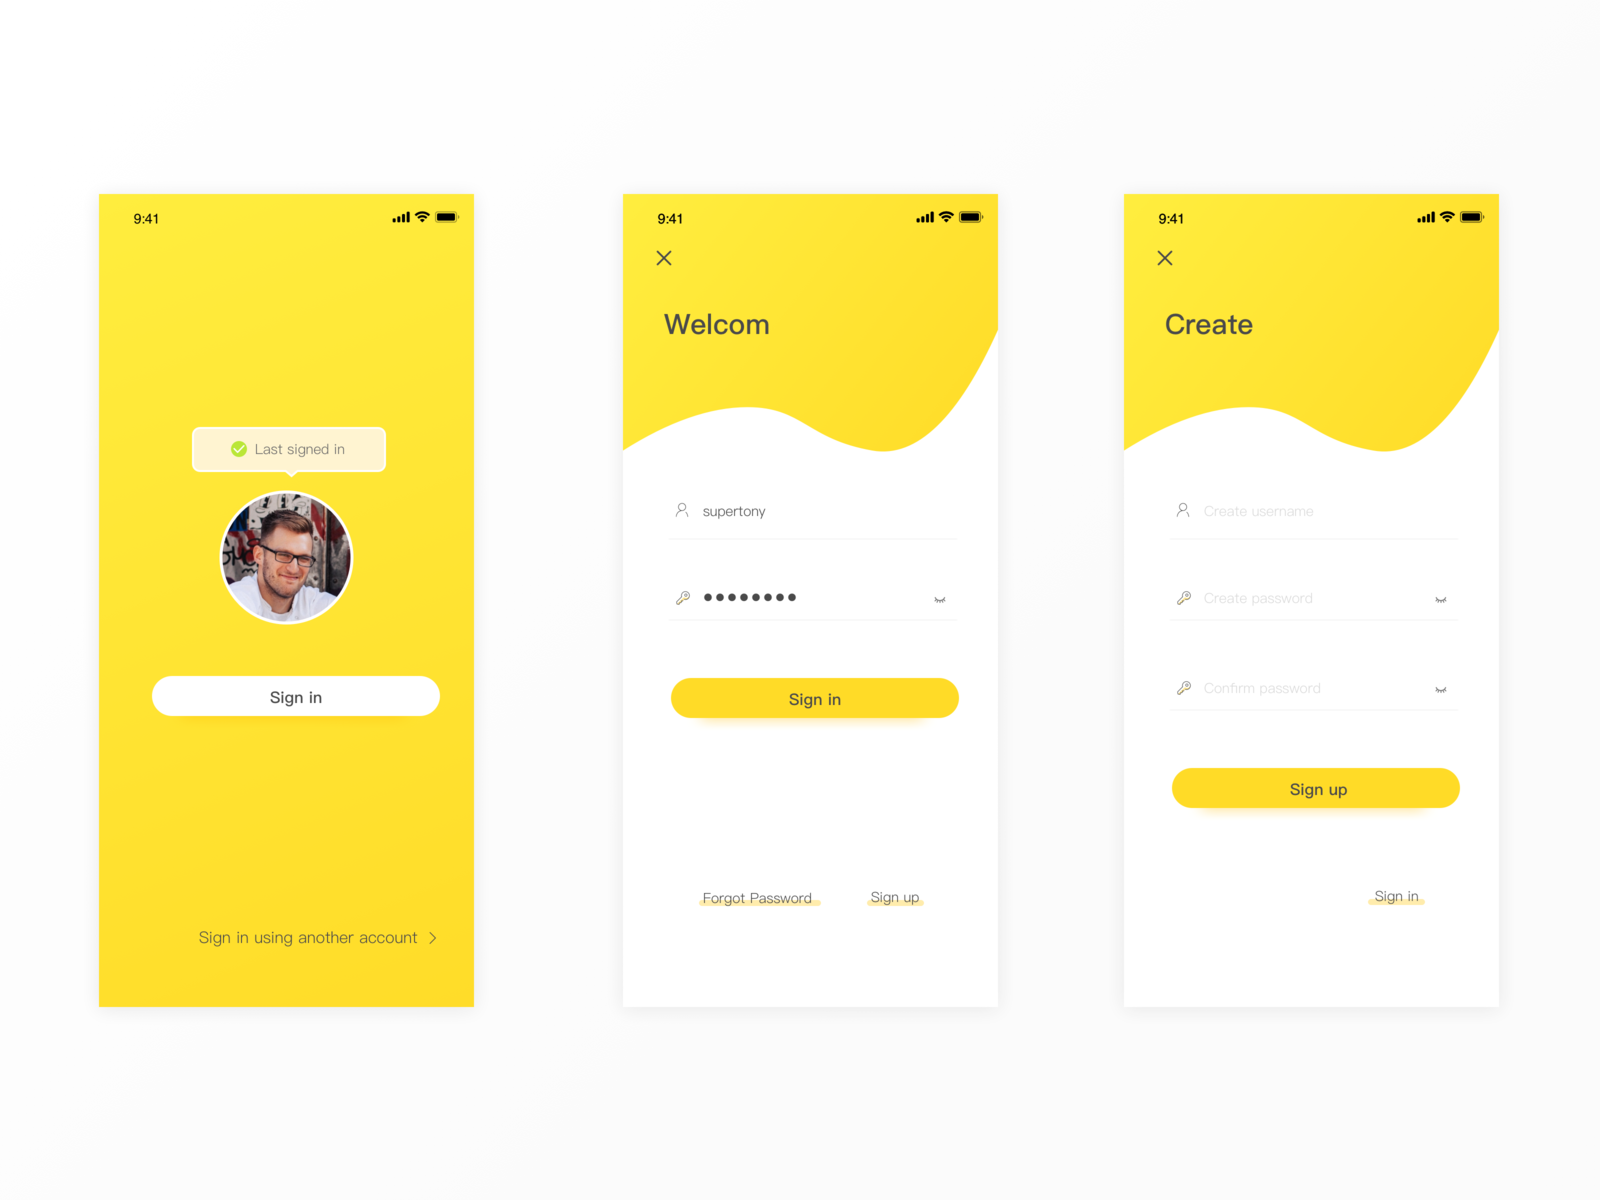 9:41
Last signed in
Sign in
Sign in using another account
9:41
Welcom
supertony
Sign in
Forgot Password
Sign up
9:41
Create
Create username
Create password
Confirm password
Sign up
Sign in